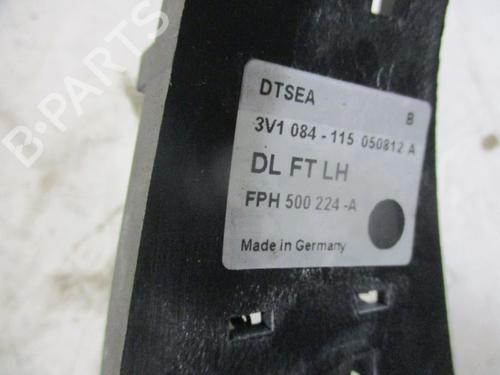 B-PARTS
DTSEA B
3V1 084 - 115 050812 A
DL FT LH
FPH 500 224 -A
Made in Germany